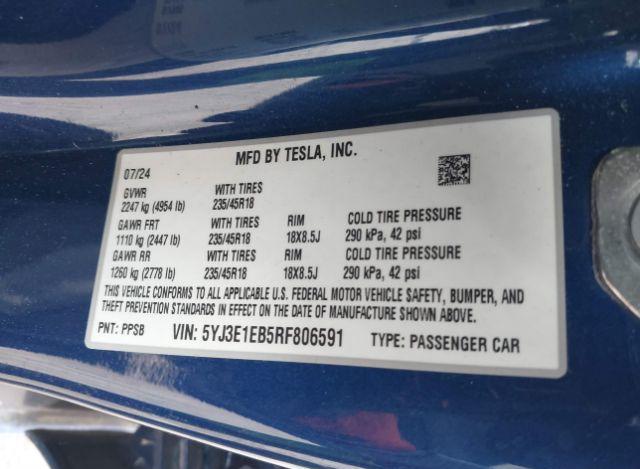 MFD BY TESLA, INC.
07/24
GVWR WITH TIRES
2247 kg (4954 lb) 235/45R18
GAWR FRT WITH TIRES RIM COLD TIRE PRESSURE
1110 kg (2447 lb) 235/45R18 18X8.5J 290 kPa, 42 psi
GAWR RR WITH TIRES RIM COLD TIRE PRESSURE
1260 kg (2778 lb) 235/45R18 18X8.5J 290 kPa, 42 psi
THIS VEHICLE CONFORMS TO ALL APPLICABLE U.S. FEDERAL MOTOR VEHICLE SAFETY, BUMPER, AND
THEFT PREVENTION STANDARDS IN EFFECT ON THE DATE OF MANUFACTURE SHOWN ABOVE.
PNT: PPSB VIN: 5YJ3E1EB5RF806591 TYPE: PASSENGER CAR